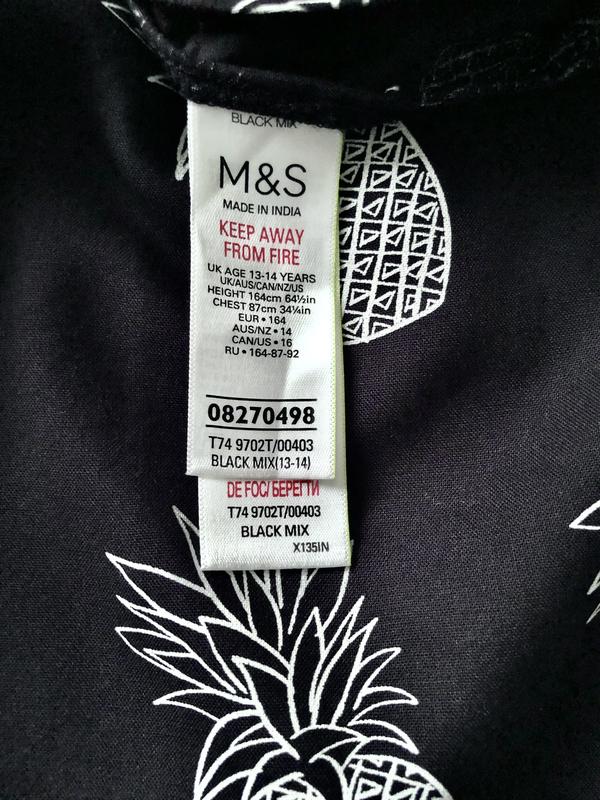 BLACK MIX
M&S
MADE IN INDIA
KEEP AWAY
FROM FIRE
UK AGE 13-14 YEARS
UK/AUS/CAN/NZ/US
HEIGHT 164cm 64½in
CHEST 87cm 34¼in
EUR • 164
AUS/NZ • 14
CAN/US • 16
RU • 164-87-92
08270498
T74 9702T/00403
BLACK MIX(13-14)
DE FOC/ БЕРЕГТИ
T74 9702T/00403
BLACK MIX
X135IN